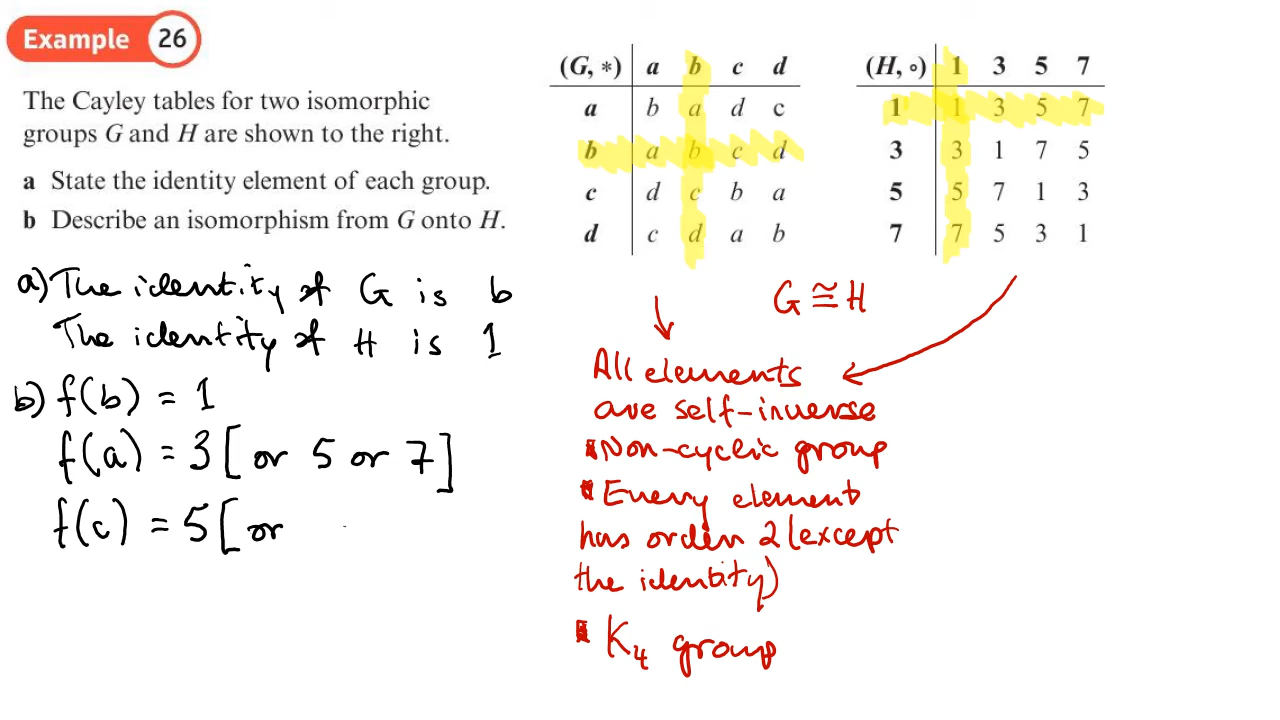 Example 26
The Cayley tables for two isomorphic
groups G and H are shown to the right.
a State the identity element of each group.
b Describe an isomorphism from G onto H.
(G, *) a b c d
a b a d c
b a b c d
c d c b a
d c d a b
(H, ∘) 1 3 5 7
1 1 3 5 7
3 3 1 7 5
5 5 7 1 3
7 7 5 3 1
a) The identity of G is b
The identity of H is 1
b) f(b) = 1
f(a) = 3 [or 5 or 7]
f(c) = 5 [or
G ≅ H
All elements
are self-inverse
Non-cyclic group
Every element
has order 2 (except
the identity)
K₄ group